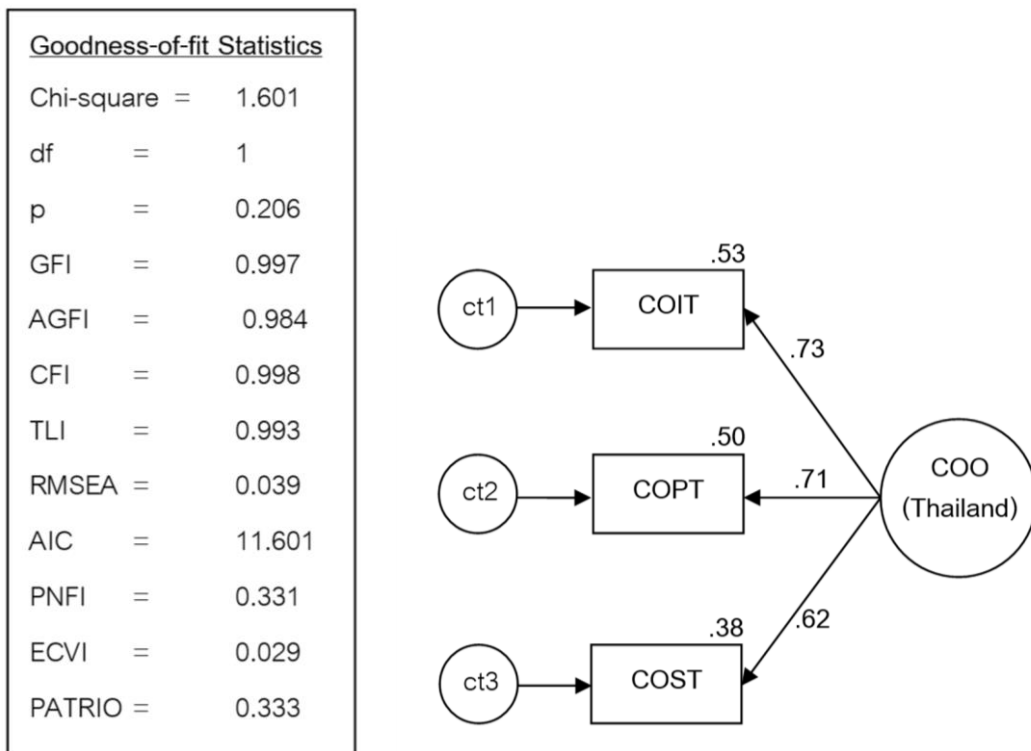 Goodness-of-fit Statistics
Chi-square = 1.601
df = 1
p = 0.206
GFI = 0.997
AGFI = 0.984
CFI = 0.998
TLI = 0.993
RMSEA = 0.039
AIC = 11.601
PNFI = 0.331
ECVI = 0.029
PATRIO = 0.333
.53
ct1
COIT
.73
.50
ct2
COPT
.71
COO
(Thailand)
.38
.62
ct3
COST